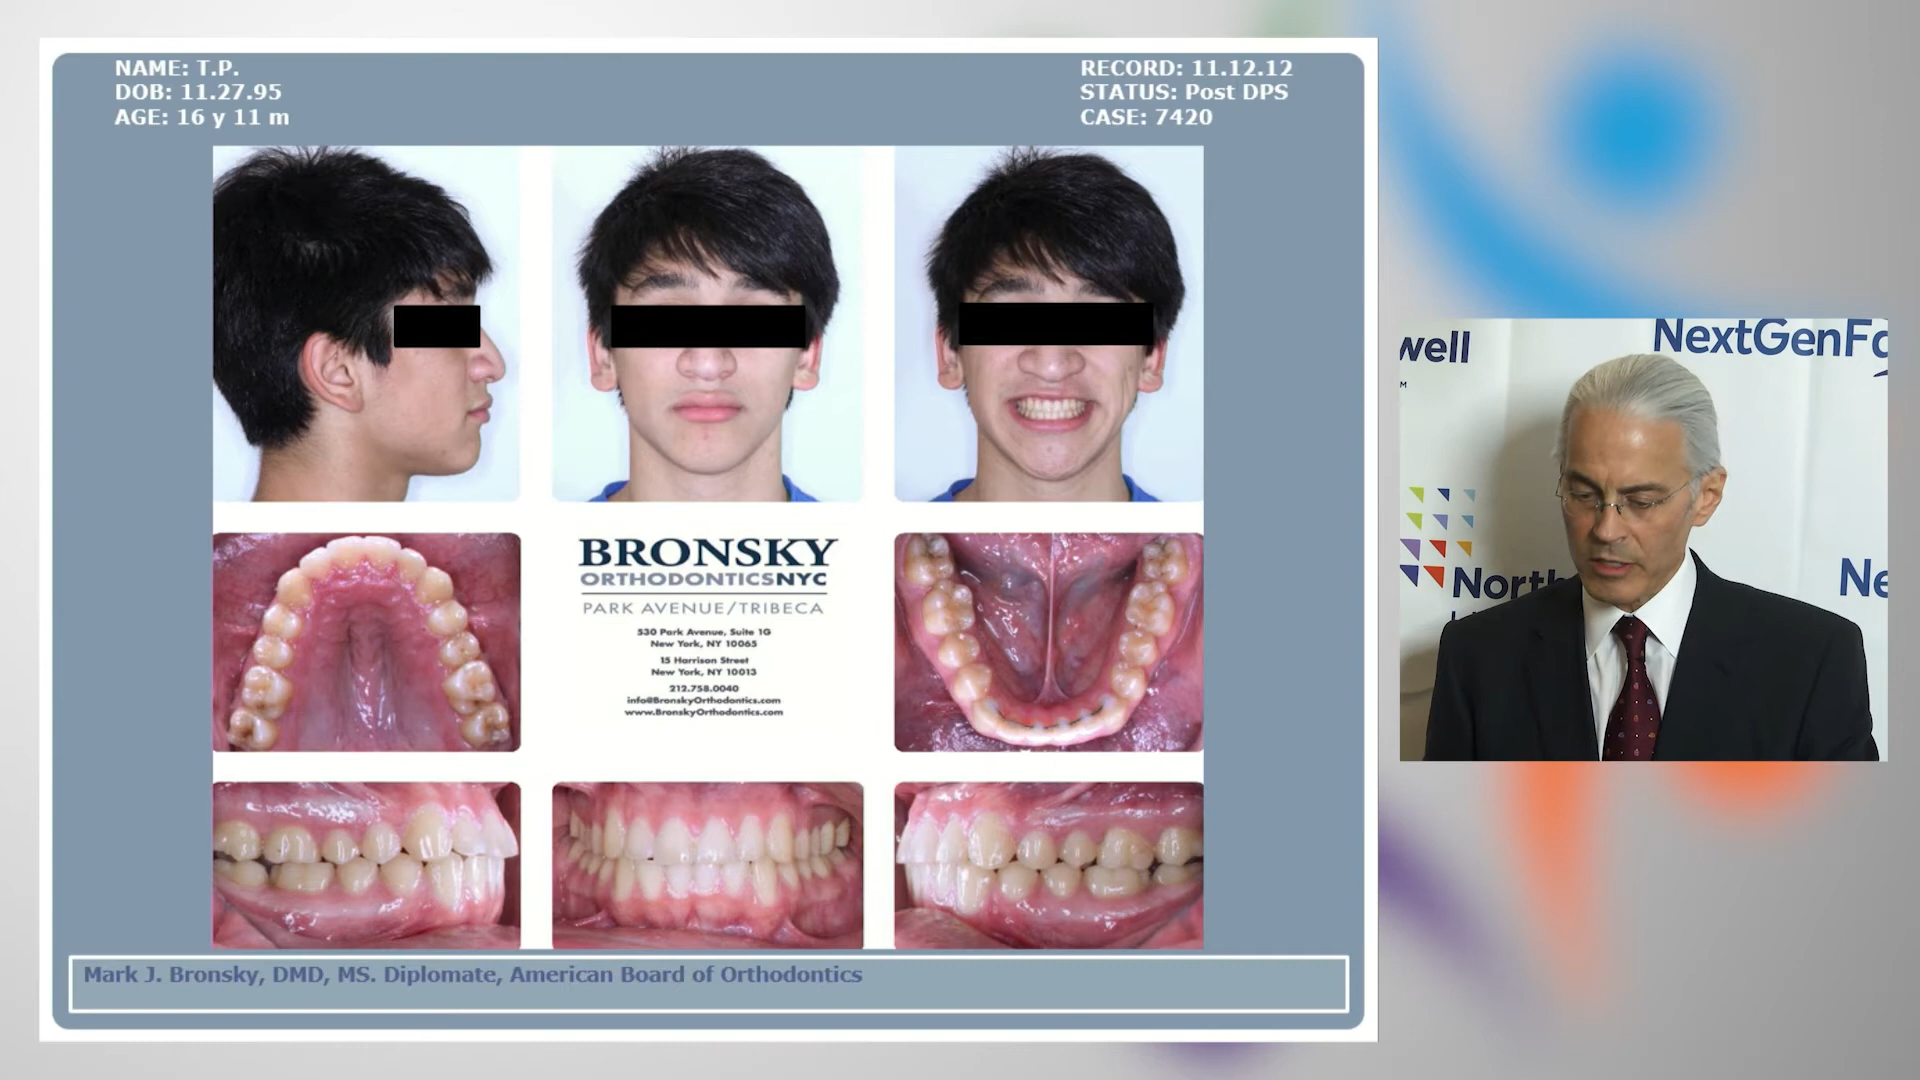 NAME: T.P.
DOB: 11.27.95
AGE: 16 y 11 m
RECORD: 11.12.12
STATUS: Post DPS
CASE: 7420
BRONSKY
ORTHODONTICSNYC
PARK AVENUE/TRIBECA
530 Park Avenue, Suite 1G
New York, NY 10065
15 Harrison Street
New York, NY 10013
212.758.0040
info@BronskyOrthodontics.com
www.BronskyOrthodontics.com
Mark J. Bronsky, DMD, MS. Diplomate, American Board of Orthodontics
well
NextGenFa
North
Ne